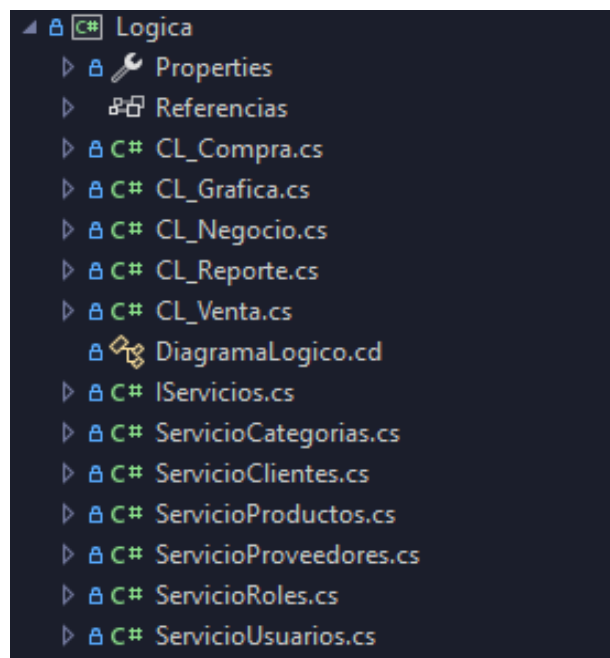 C# Logica
Properties
Referencias
C# CL_Compra.cs
C# CL_Grafica.cs
C# CL_Negocio.cs
C# CL_Reporte.cs
C# CL_Venta.cs
DiagramaLogico.cd
C# IServicios.cs
C# ServicioCategorias.cs
C# ServicioClientes.cs
C# ServicioProductos.cs
C# ServicioProveedores.cs
C# ServicioRoles.cs
C# ServicioUsuarios.cs